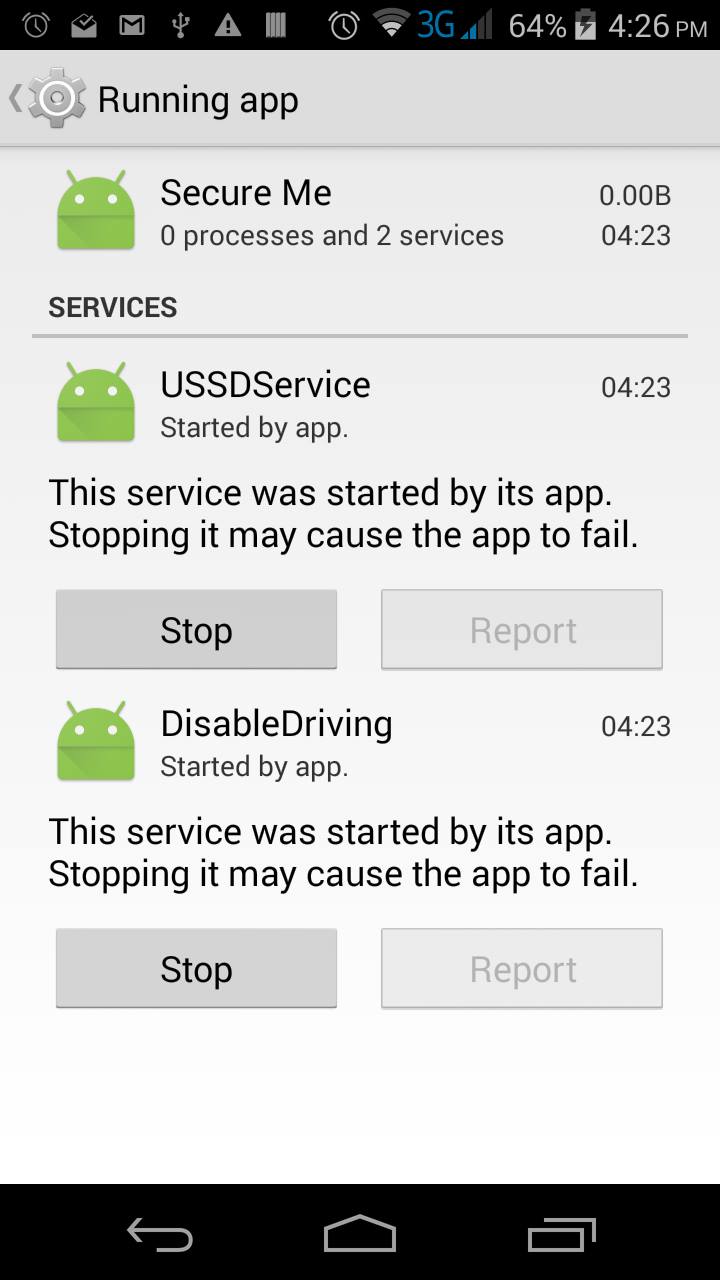 3G 64% 4:26 PM
Running app
Secure Me 0.00B
0 processes and 2 services 04:23
SERVICES
USSDService 04:23
Started by app.
This service was started by its app.
Stopping it may cause the app to fail.
Stop Report
DisableDriving 04:23
Started by app.
This service was started by its app.
Stopping it may cause the app to fail.
Stop Report